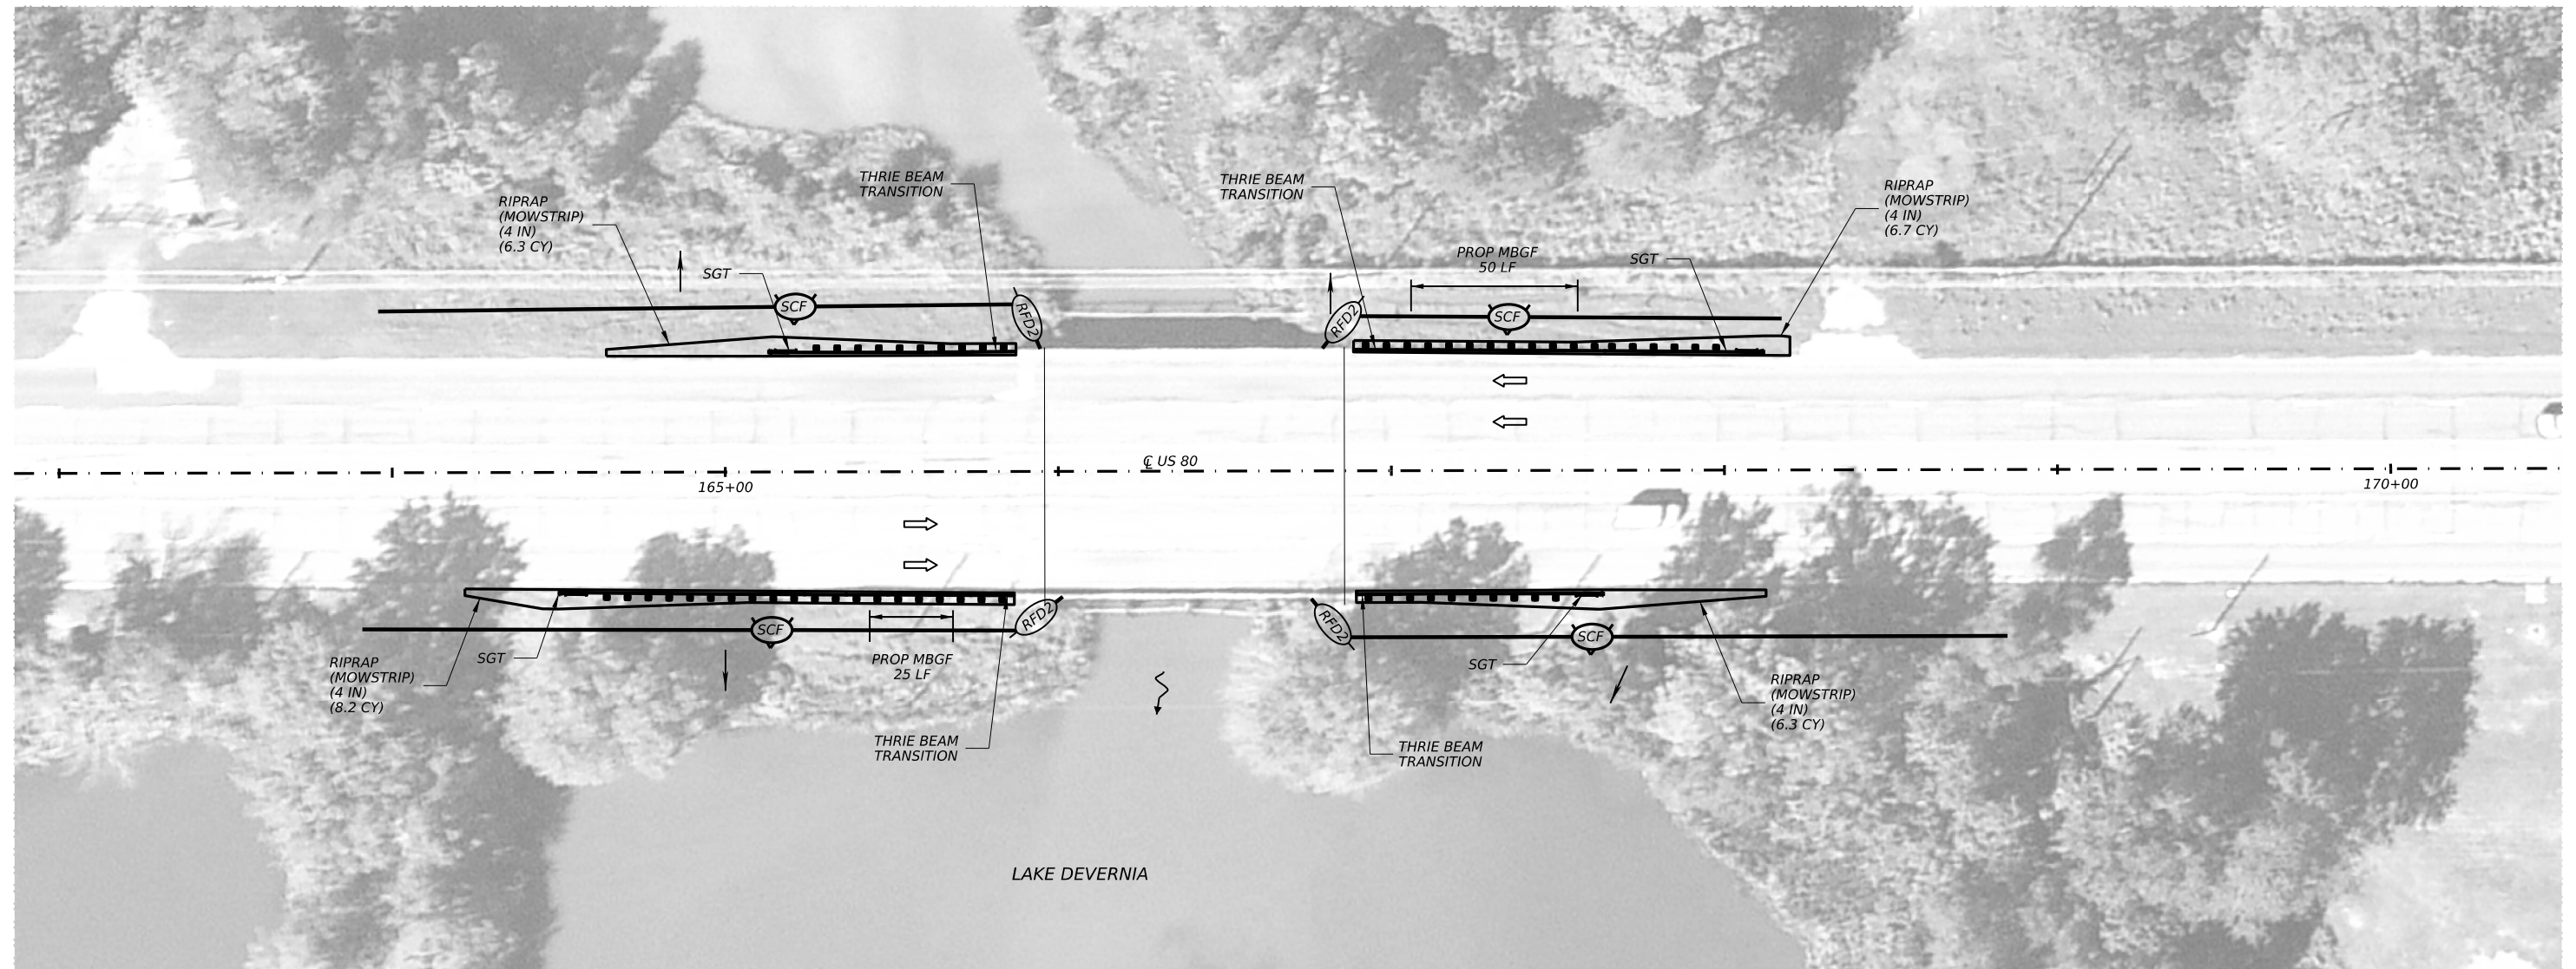 THRIE BEAM
TRANSITION
THRIE BEAM
TRANSITION
RIPRAP
(MOWSTRIP)
(4 IN)
(6.7 CY)
RIPRAP
(MOWSTRIP)
(4 IN)
(6.3 CY)
SGT
PROP MBGF
50 LF
SGT
SCF
RFD2
RFD2
SCF
℄ US 80
165+00
170+00
RIPRAP
(MOWSTRIP)
(4 IN)
(8.2 CY)
SGT
SCF
RFD2
PROP MBGF
25 LF
THRIE BEAM
TRANSITION
RFD2
SCF
SGT
RIPRAP
(MOWSTRIP)
(4 IN)
(6.3 CY)
THRIE BEAM
TRANSITION
LAKE DEVERNIA